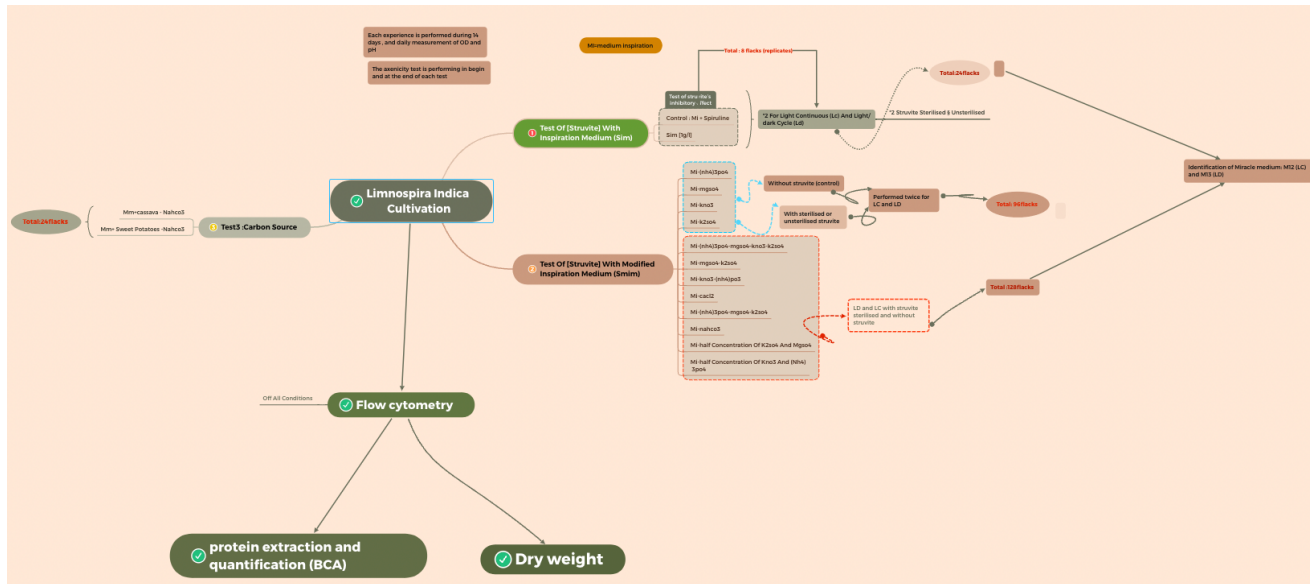 Each experience is performed during 14
days , and daily measurement of OD and
pH
The axenicity test is performing in begin
and at the end of each test
MI=medium inspiration
Total : 6 flacks (replicates)
Test of struvite's
inhibitory effect
Control : Mi + Spiruline
Sim [1g/l]
*2 For Light Continuous (Lc) And Light/
dark Cycle (Ld)
*2 Struvite Sterilised § Unsterilised
Total:24flacks
1 Test Of [Struvite] With
Inspiration Medium (Sim)
Limnospira Indica
Cultivation
3 Test3 :Carbon Source
Mm+cassava - Nahco3
Mm+ Sweet Potatoes -Nahco3
Total:24flacks
2 Test Of [Struvite] With Modified
Inspiration Medium (Smim)
Mi-(nh4)3po4
Mi-mgso4
Mi-kno3
Mi-k2so4
Without struvite (control)
With sterilised or
unsterilised struvite
Performed twice for
LC and LD
Total: 96flacks
Mi-(nh4)3po4-mgso4-kno3-k2so4
Mi-mgso4-k2so4
Mi-kno3-(nh4)po3
Mi-cacl2
Mi-(nh4)3po4-mgso4-k2so4
Mi-nahco3
Mi-half Concentration Of K2so4 And Mgso4
Mi-half Concentration Of Kno3 And (Nh4)
3po4
LD and LC with struvite
sterilised and without
struvite
Total :128flacks
Identification of Miracle medium: M12 (LC)
and M13 (LD)
Off All Conditions
Flow cytometry
protein extraction and
quantification (BCA)
Dry weight